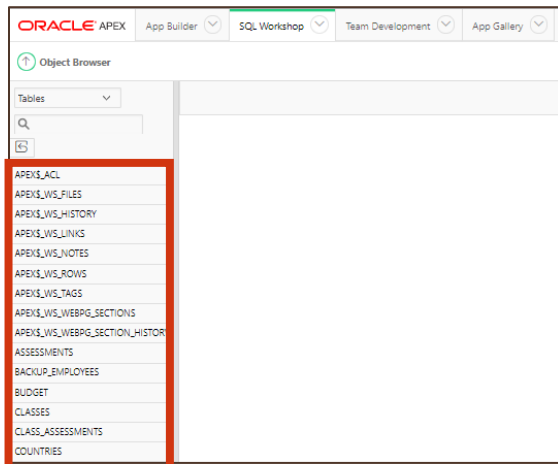 ORACLE APEX App Builder SQL Workshop Team Development App Gallery
Object Browser
Tables
APEX$_ACL
APEX$_WS_FILES
APEX$_WS_HISTORY
APEX$_WS_LINKS
APEX$_WS_NOTES
APEX$_WS_ROWS
APEX$_WS_TAGS
APEX$_WS_WEBPG_SECTIONS
APEX$_WS_WEBPG_SECTION_HISTORY
ASSESSMENTS
BACKUP_EMPLOYEES
BUDGET
CLASSES
CLASS_ASSESSMENTS
COUNTRIES